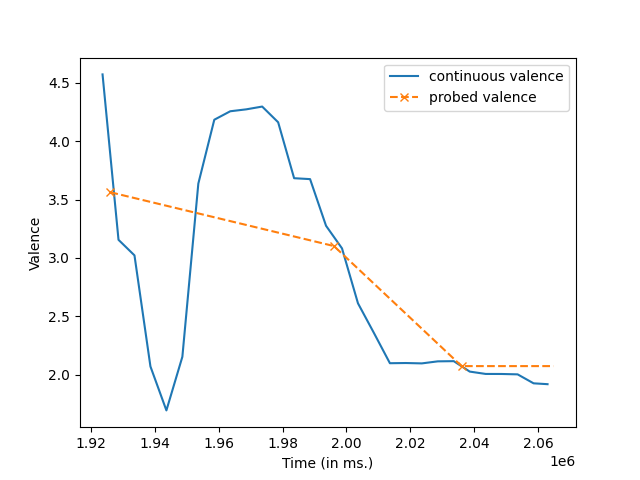 continuous valence
probed valence
4.5
4.0
3.5
3.0
2.5
2.0
Valence
1.92
1.94
1.96
1.98
2.00
2.02
2.04
2.06
1e6
Time (in ms.)